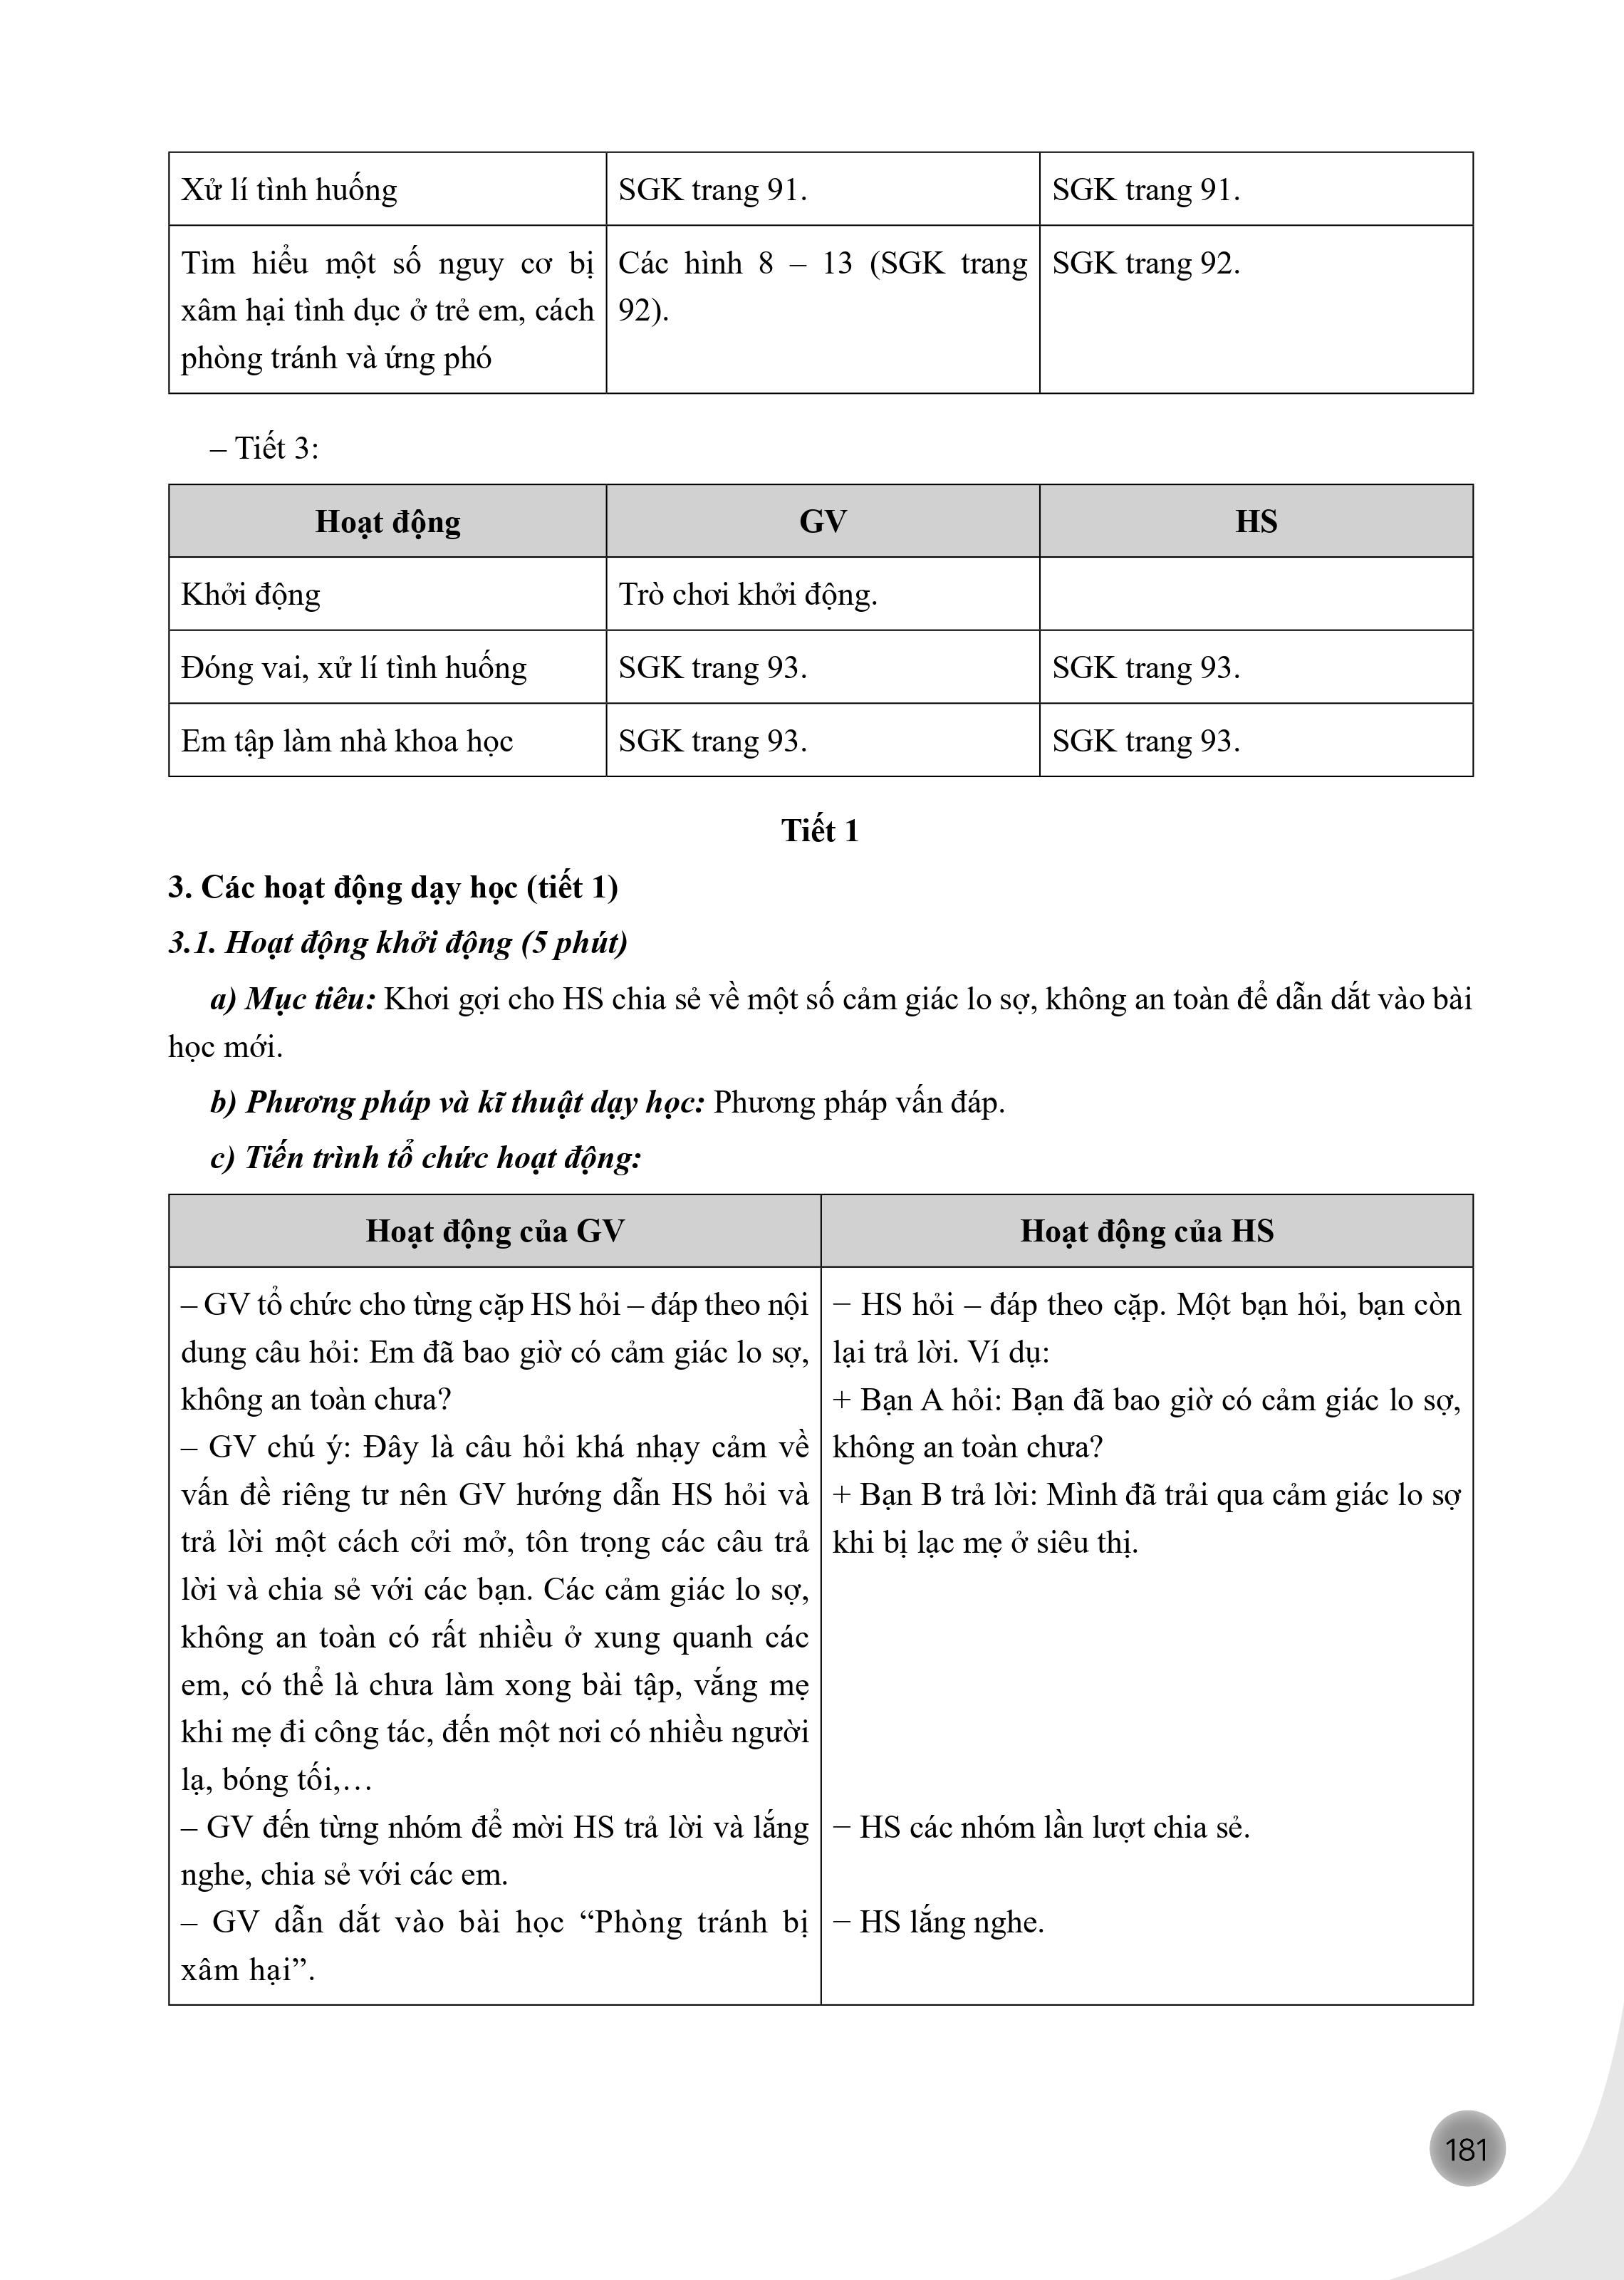 Xử lí tình huống
SGK trang 91.
SGK trang 91.
Tìm hiểu một số nguy cơ bị
xâm hại tình dục ở trẻ em, cách
phòng tránh và ứng phó
Các hình 8 – 13 (SGK trang
92).
SGK trang 92.
– Tiết 3:
Hoạt động
GV
HS
Khởi động
Trò chơi khởi động.
Đóng vai, xử lí tình huống
SGK trang 93.
SGK trang 93.
Em tập làm nhà khoa học
SGK trang 93.
SGK trang 93.
Tiết 1
3. Các hoạt động dạy học (tiết 1)
3.1. Hoạt động khởi động (5 phút)
a) Mục tiêu: Khơi gợi cho HS chia sẻ về một số cảm giác lo sợ, không an toàn để dẫn dắt vào bài
học mới.
b) Phương pháp và kĩ thuật dạy học: Phương pháp vấn đáp.
c) Tiến trình tổ chức hoạt động:
Hoạt động của GV
Hoạt động của HS
– GV tổ chức cho từng cặp HS hỏi – đáp theo nội
dung câu hỏi: Em đã bao giờ có cảm giác lo sợ,
không an toàn chưa?
– GV chú ý: Đây là câu hỏi khá nhạy cảm về
vấn đề riêng tư nên GV hướng dẫn HS hỏi và
trả lời một cách cởi mở, tôn trọng các câu trả
lời và chia sẻ với các bạn. Các cảm giác lo sợ,
không an toàn có rất nhiều ở xung quanh các
em, có thể là chưa làm xong bài tập, vắng mẹ
khi mẹ đi công tác, đến một nơi có nhiều người
lạ, bóng tối,…
– GV đến từng nhóm để mời HS trả lời và lắng
nghe, chia sẻ với các em.
– GV dẫn dắt vào bài học “Phòng tránh bị
xâm hại”.
− HS hỏi – đáp theo cặp. Một bạn hỏi, bạn còn
lại trả lời. Ví dụ:
+ Bạn A hỏi: Bạn đã bao giờ có cảm giác lo sợ,
không an toàn chưa?
+ Bạn B trả lời: Mình đã trải qua cảm giác lo sợ
khi bị lạc mẹ ở siêu thị.
− HS các nhóm lần lượt chia sẻ.
− HS lắng nghe.
181